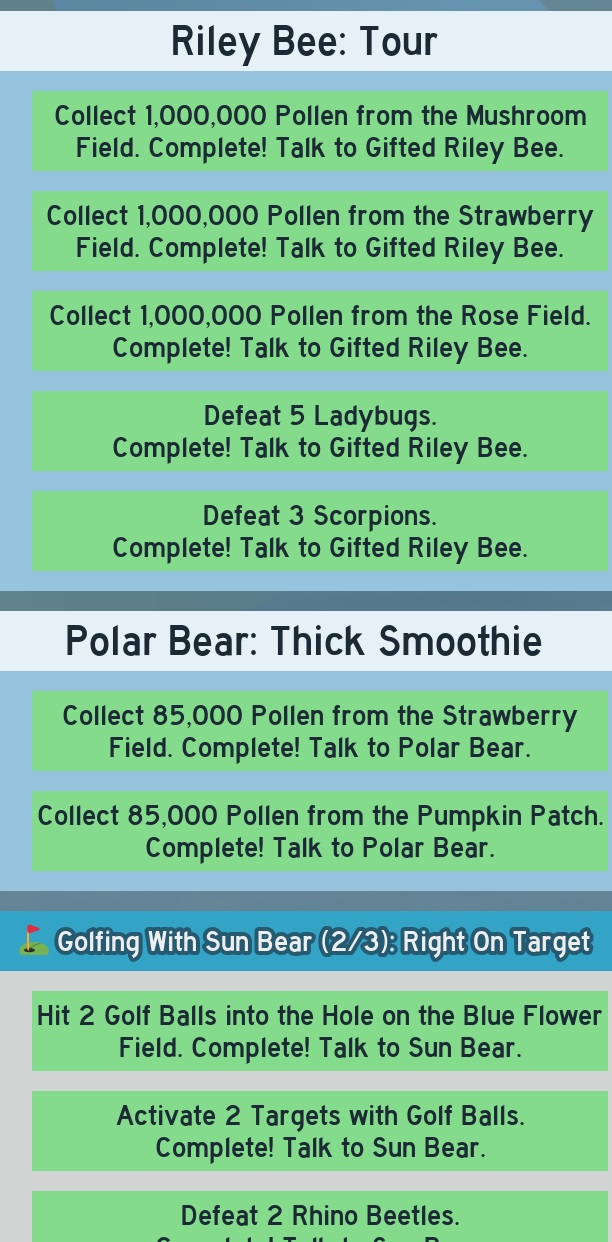 Riley Bee: Tour
Collect 1,000,000 Pollen from the Mushroom
Field. Complete! Talk to Gifted Riley Bee.
Collect 1,000,000 Pollen from the Strawberry
Field. Complete! Talk to Gifted Riley Bee.
Collect 1,000,000 Pollen from the Rose Field.
Complete! Talk to Gifted Riley Bee.
Defeat 5 Ladybugs.
Complete! Talk to Gifted Riley Bee.
Defeat 3 Scorpions.
Complete! Talk to Gifted Riley Bee.
Polar Bear: Thick Smoothie
Collect 85,000 Pollen from the Strawberry
Field. Complete! Talk to Polar Bear.
Collect 85,000 Pollen from the Pumpkin Patch.
Complete! Talk to Polar Bear.
Golfing With Sun Bear (2/3): Right On Target
Hit 2 Golf Balls into the Hole on the Blue Flower
Field. Complete! Talk to Sun Bear.
Activate 2 Targets with Golf Balls.
Complete! Talk to Sun Bear.
Defeat 2 Rhino Beetles.